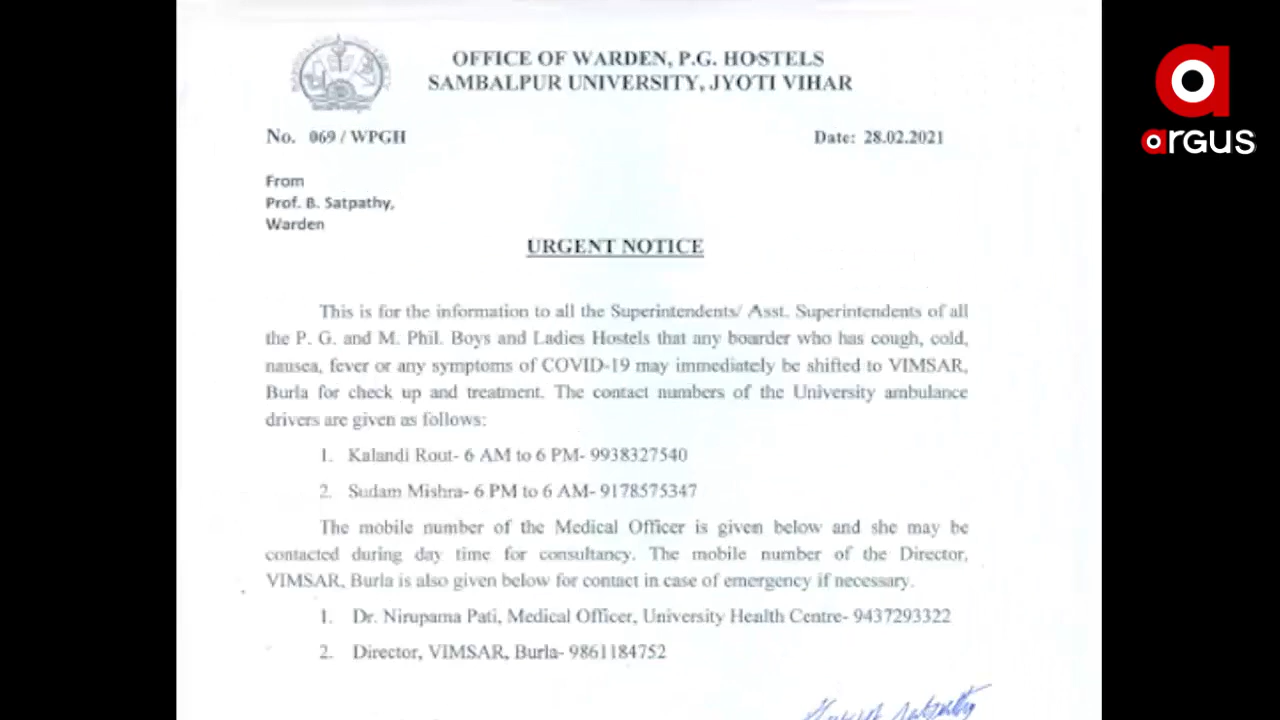 OFFICE OF WARDEN, P.G. HOSTELS
SAMBALPUR UNIVERSITY, JYOTI VIHAR
argus
No. 069 / WPGH
Date: 28.02.2021
From
Prof. B. Satpathy,
Warden
URGENT NOTICE
This is for the information to all the Superintendents/ Asst. Superintendents of all
the P. G. and M. Phil. Boys and Ladies Hostels that any boarder who has cough, cold,
nausea, fever or any symptoms of COVID-19 may immediately be shifted to VIMSAR,
Burla for check up and treatment. The contact numbers of the University ambulance
drivers are given as follows:
1. Kalandi Rout- 6 AM to 6 PM- 9938327540
2. Sudam Mishra- 6 PM to 6 AM- 9178575347
The mobile number of the Medical Officer is given below and she may be
contacted during day time for consultancy. The mobile number of the Director,
VIMSAR, Burla is also given below for contact in case of emergency if necessary.
1. Dr. Nirupama Pati, Medical Officer, University Health Centre- 9437293322
2. Director, VIMSAR, Burla- 9861184752